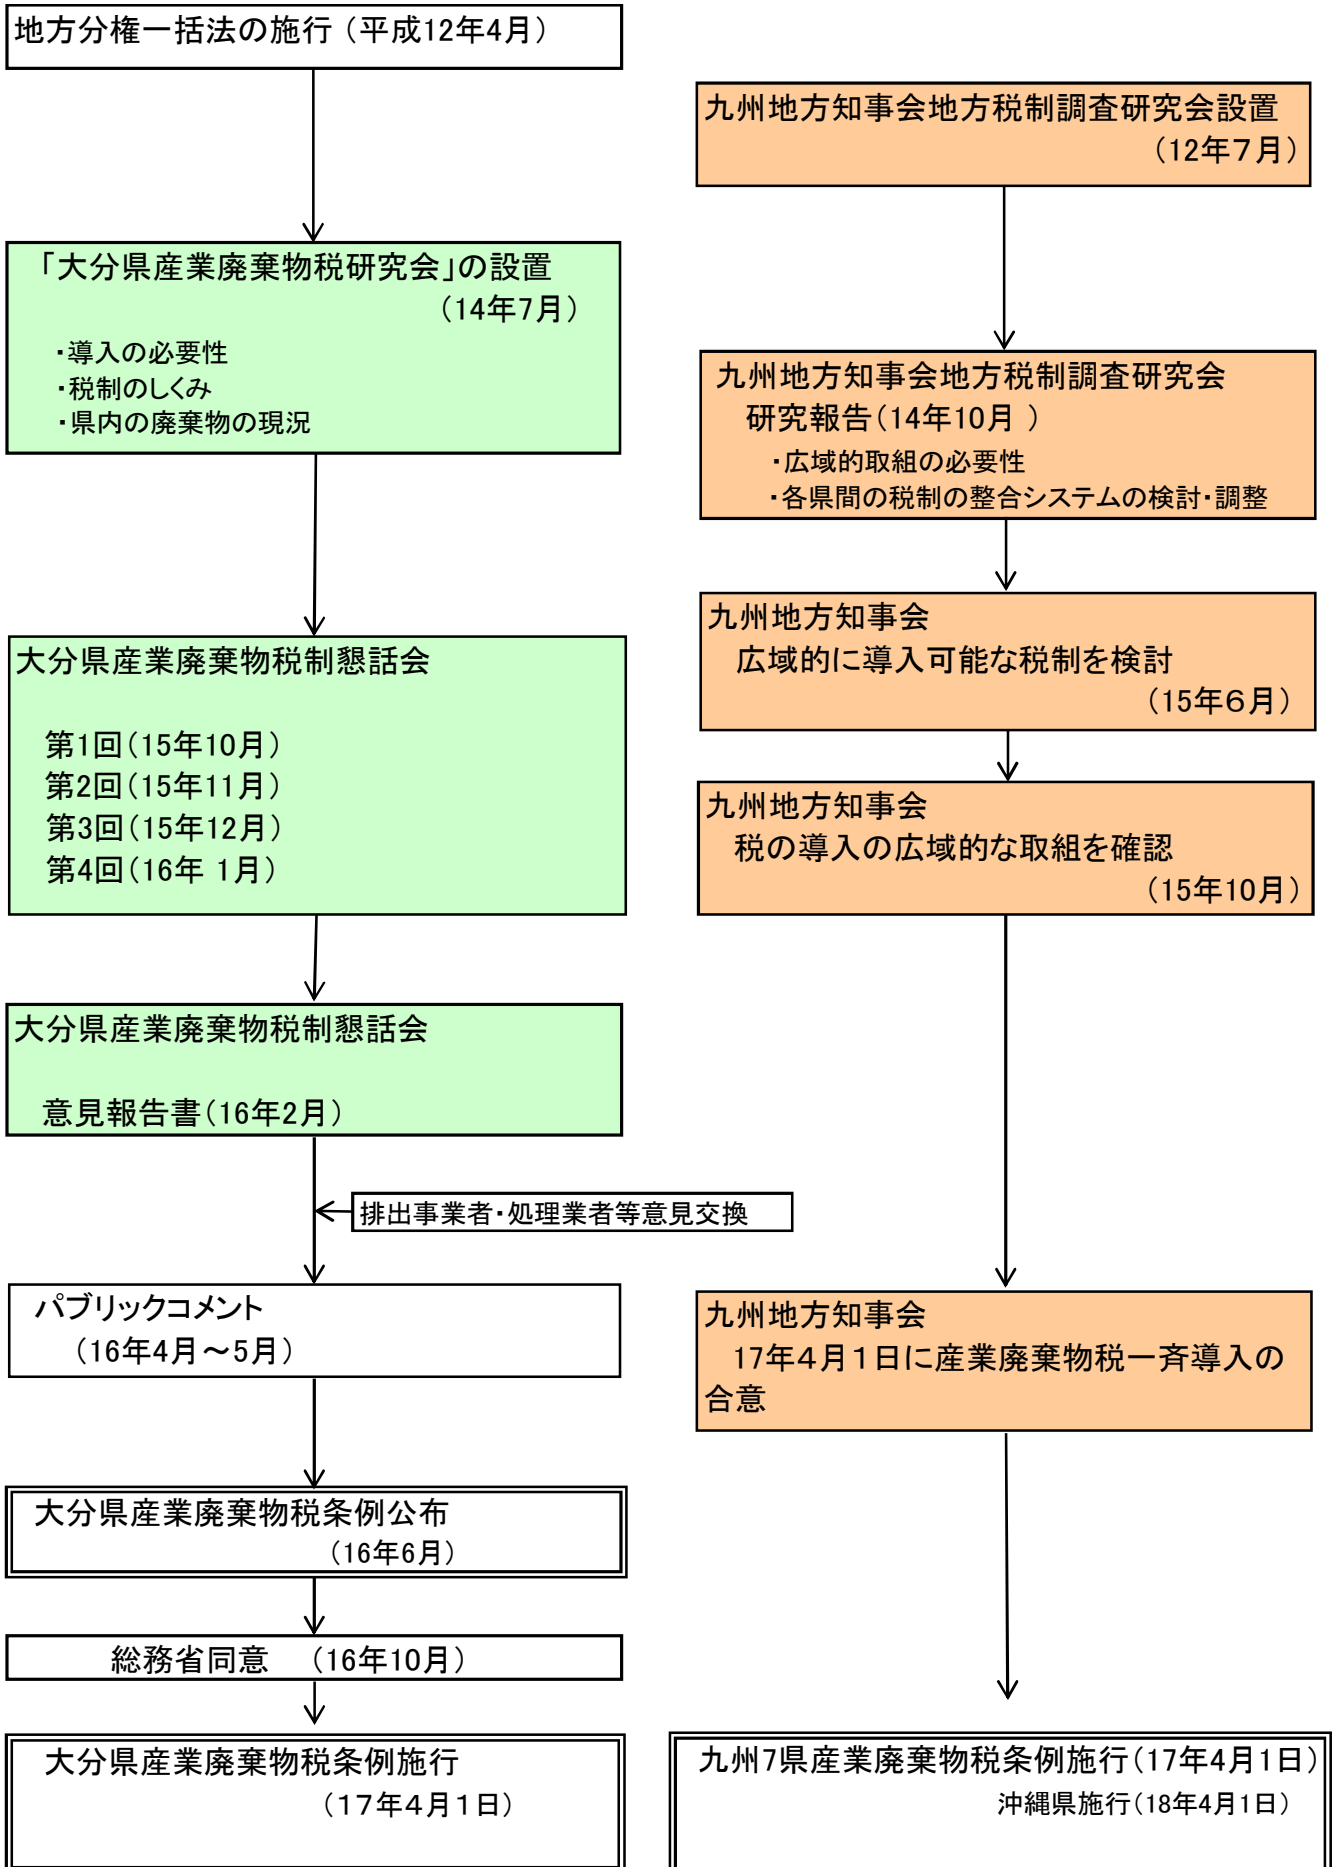 地方分権一括法の施行（平成12年4月）
「大分県産業廃棄物税研究会」の設置
（14年7月）
・導入の必要性
・税制のしくみ
・県内の廃棄物の現況
大分県産業廃棄物税制懇話会
第1回（15年10月）
第2回（15年11月）
第3回（15年12月）
第4回（16年 1月）
大分県産業廃棄物税制懇話会
意見報告書（16年2月）
排出事業者・処理業者等意見交換
パブリックコメント
（16年4月～5月）
大分県産業廃棄物税条例公布
（16年6月）
総務省同意　（16年10月）
大分県産業廃棄物税条例施行
（17年4月1日）
九州地方知事会地方税制調査研究会設置
（12年7月）
九州地方知事会地方税制調査研究会
研究報告（14年10月 ）
・広域的取組の必要性
・各県間の税制の整合システムの検討・調整
九州地方知事会
広域的に導入可能な税制を検討
（15年6月）
九州地方知事会
税の導入の広域的な取組を確認
（15年10月）
九州地方知事会
17年4月1日に産業廃棄物税一斉導入の
合意
九州7県産業廃棄物税条例施行（17年4月1日）
沖縄県施行（18年4月1日）